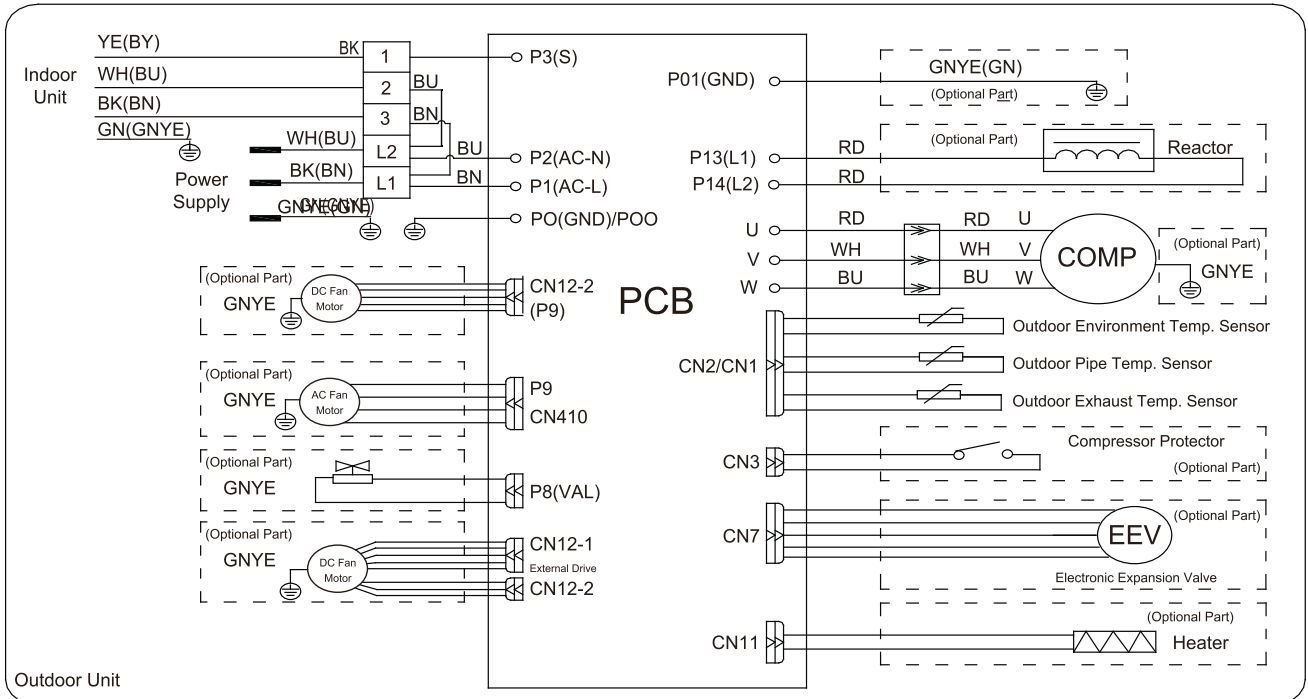 YE(BY)
BK
1
P3(S)
Indoor
Unit
WH(BU)
2
BU
BK(BN)
3
BN
GN(GNYE)
WH(BU)
L2
BU
P2(AC-N)
Power
Supply
BK(BN)
L1
BN
P1(AC-L)
PO(GND)/POO
(Optional Part)
GNYE
DC Fan
Motor
CN12-2
(P9)
(Optional Part)
GNYE
AC Fan
Motor
P9
CN410
(Optional Part)
GNYE
P8(VAL)
(Optional Part)
GNYE
DC Fan
Motor
CN12-1
External Drive
CN12-2
PCB
P01(GND)
GNYE(GN)
(Optional Part)
(Optional Part)
Reactor
P13(L1)
RD
P14(L2)
RD
U
RD
RD
U
V
WH
WH
V
W
BU
BU
W
COMP
(Optional Part)
GNYE
CN2/CN1
Outdoor Environment Temp. Sensor
Outdoor Pipe Temp. Sensor
Outdoor Exhaust Temp. Sensor
CN3
Compressor Protector
(Optional Part)
CN7
EEV
(Optional Part)
Electronic Expansion Valve
CN11
(Optional Part)
Heater
Outdoor Unit